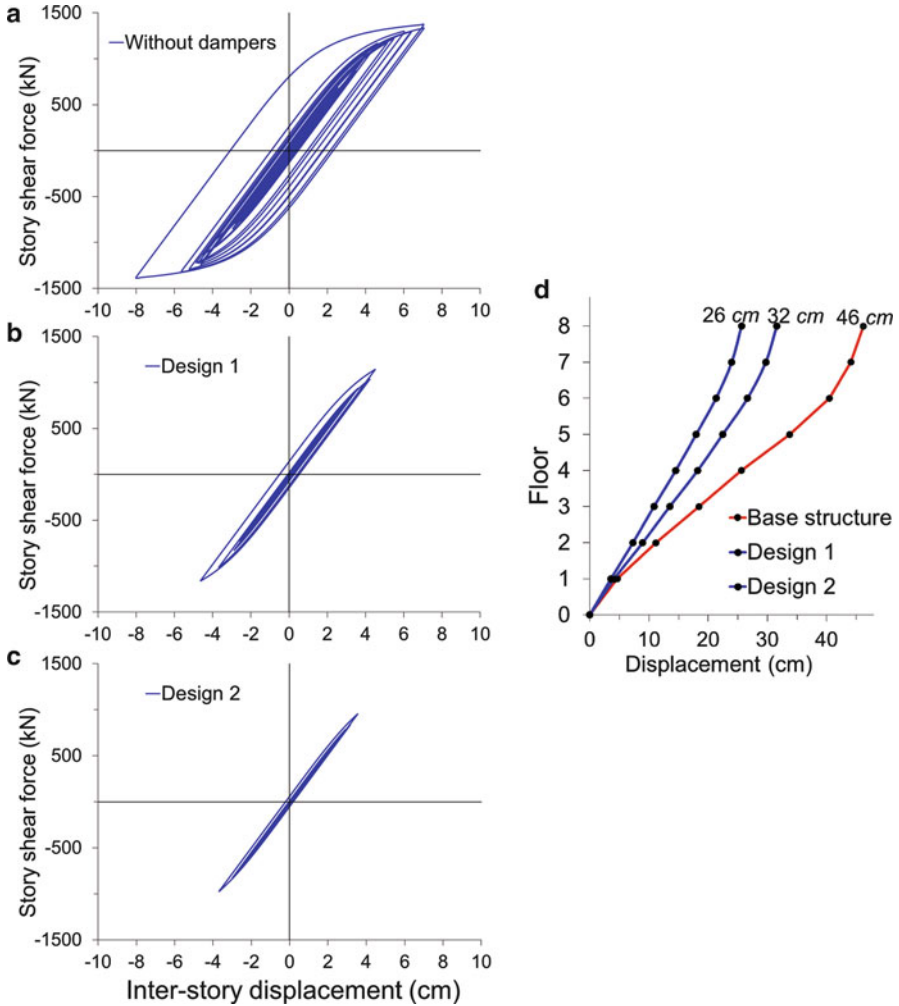 a
Without dampers
1500
500
-500
-1500
Story shear force (kN)
-10 -8 -6 -4 -2 0 2 4 6 8 10
b
Design 1
1500
500
-500
-1500
Story shear force (kN)
-10 -8 -6 -4 -2 0 2 4 6 8 10
c
Design 2
1500
500
-500
-1500
Story shear force (kN)
-10 -8 -6 -4 -2 0 2 4 6 8 10
Inter-story displacement (cm)
d
26 cm 32 cm 46 cm
8
7
6
5
4
3
2
1
0
Floor
Base structure
Design 1
Design 2
0 10 20 30 40
Displacement (cm)